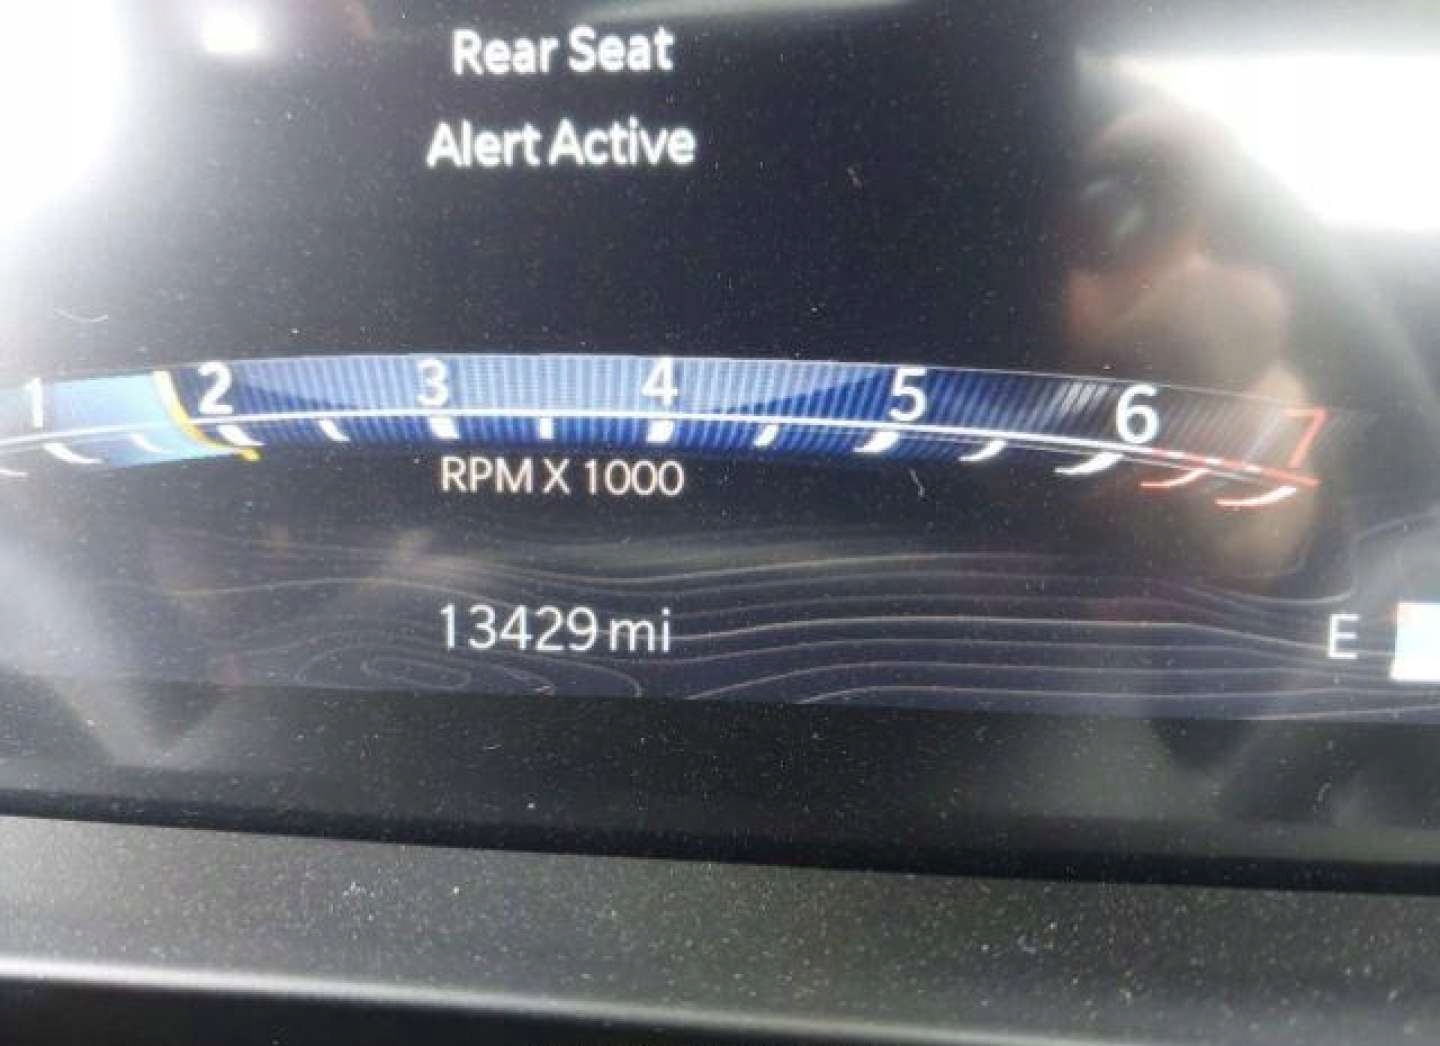 Rear Seat
Alert Active
1 2 3 4 5 6 7
RPM X 1000
13429 mi
E